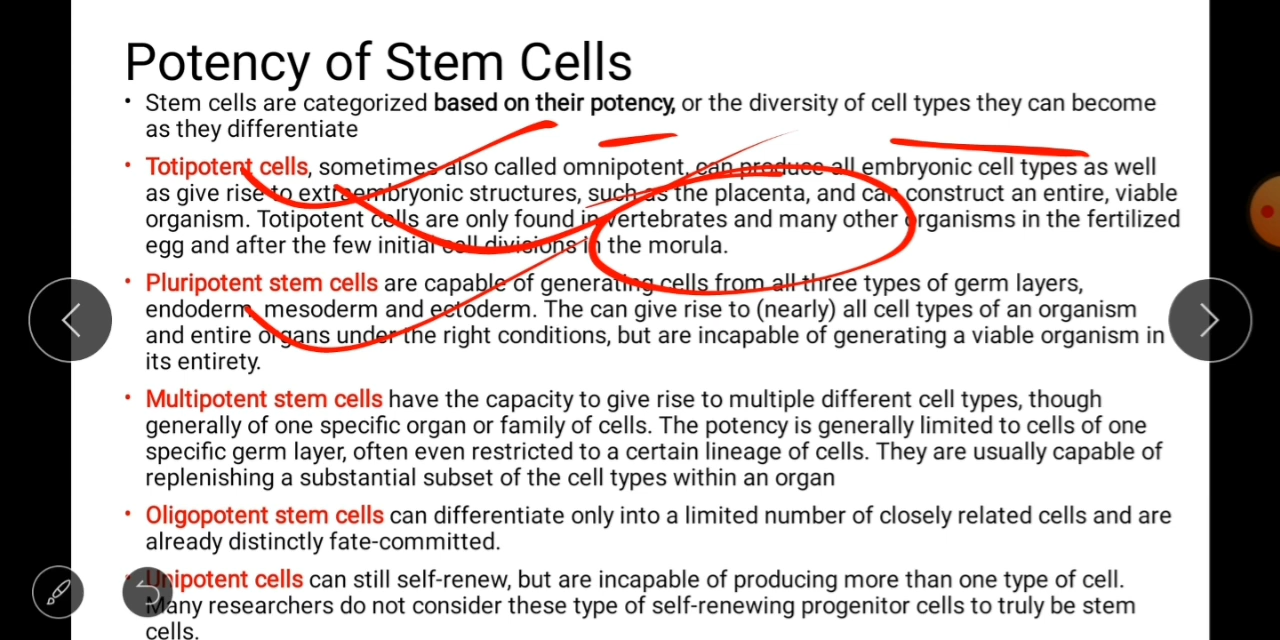 Potency of Stem Cells
• Stem cells are categorized based on their potency, or the diversity of cell types they can become
as they differentiate
• Totipotent cells, sometimes also called omnipotent, can produce all embryonic cell types as well
as give rise to extraembryonic structures, such as the placenta, and can construct an entire, viable
organism. Totipotent cells are only found in vertebrates and many other organisms in the fertilized
egg and after the few initial cell divisions in the morula.
• Pluripotent stem cells are capable of generating cells from all three types of germ layers,
endoderm, mesoderm and ectoderm. The can give rise to (nearly) all cell types of an organism
and entire organs under the right conditions, but are incapable of generating a viable organism in
its entirety.
• Multipotent stem cells have the capacity to give rise to multiple different cell types, though
generally of one specific organ or family of cells. The potency is generally limited to cells of one
specific germ layer, often even restricted to a certain lineage of cells. They are usually capable of
replenishing a substantial subset of the cell types within an organ
• Oligopotent stem cells can differentiate only into a limited number of closely related cells and are
already distinctly fate-committed.
• Unipotent cells can still self-renew, but are incapable of producing more than one type of cell.
Many researchers do not consider these type of self-renewing progenitor cells to truly be stem
cells.